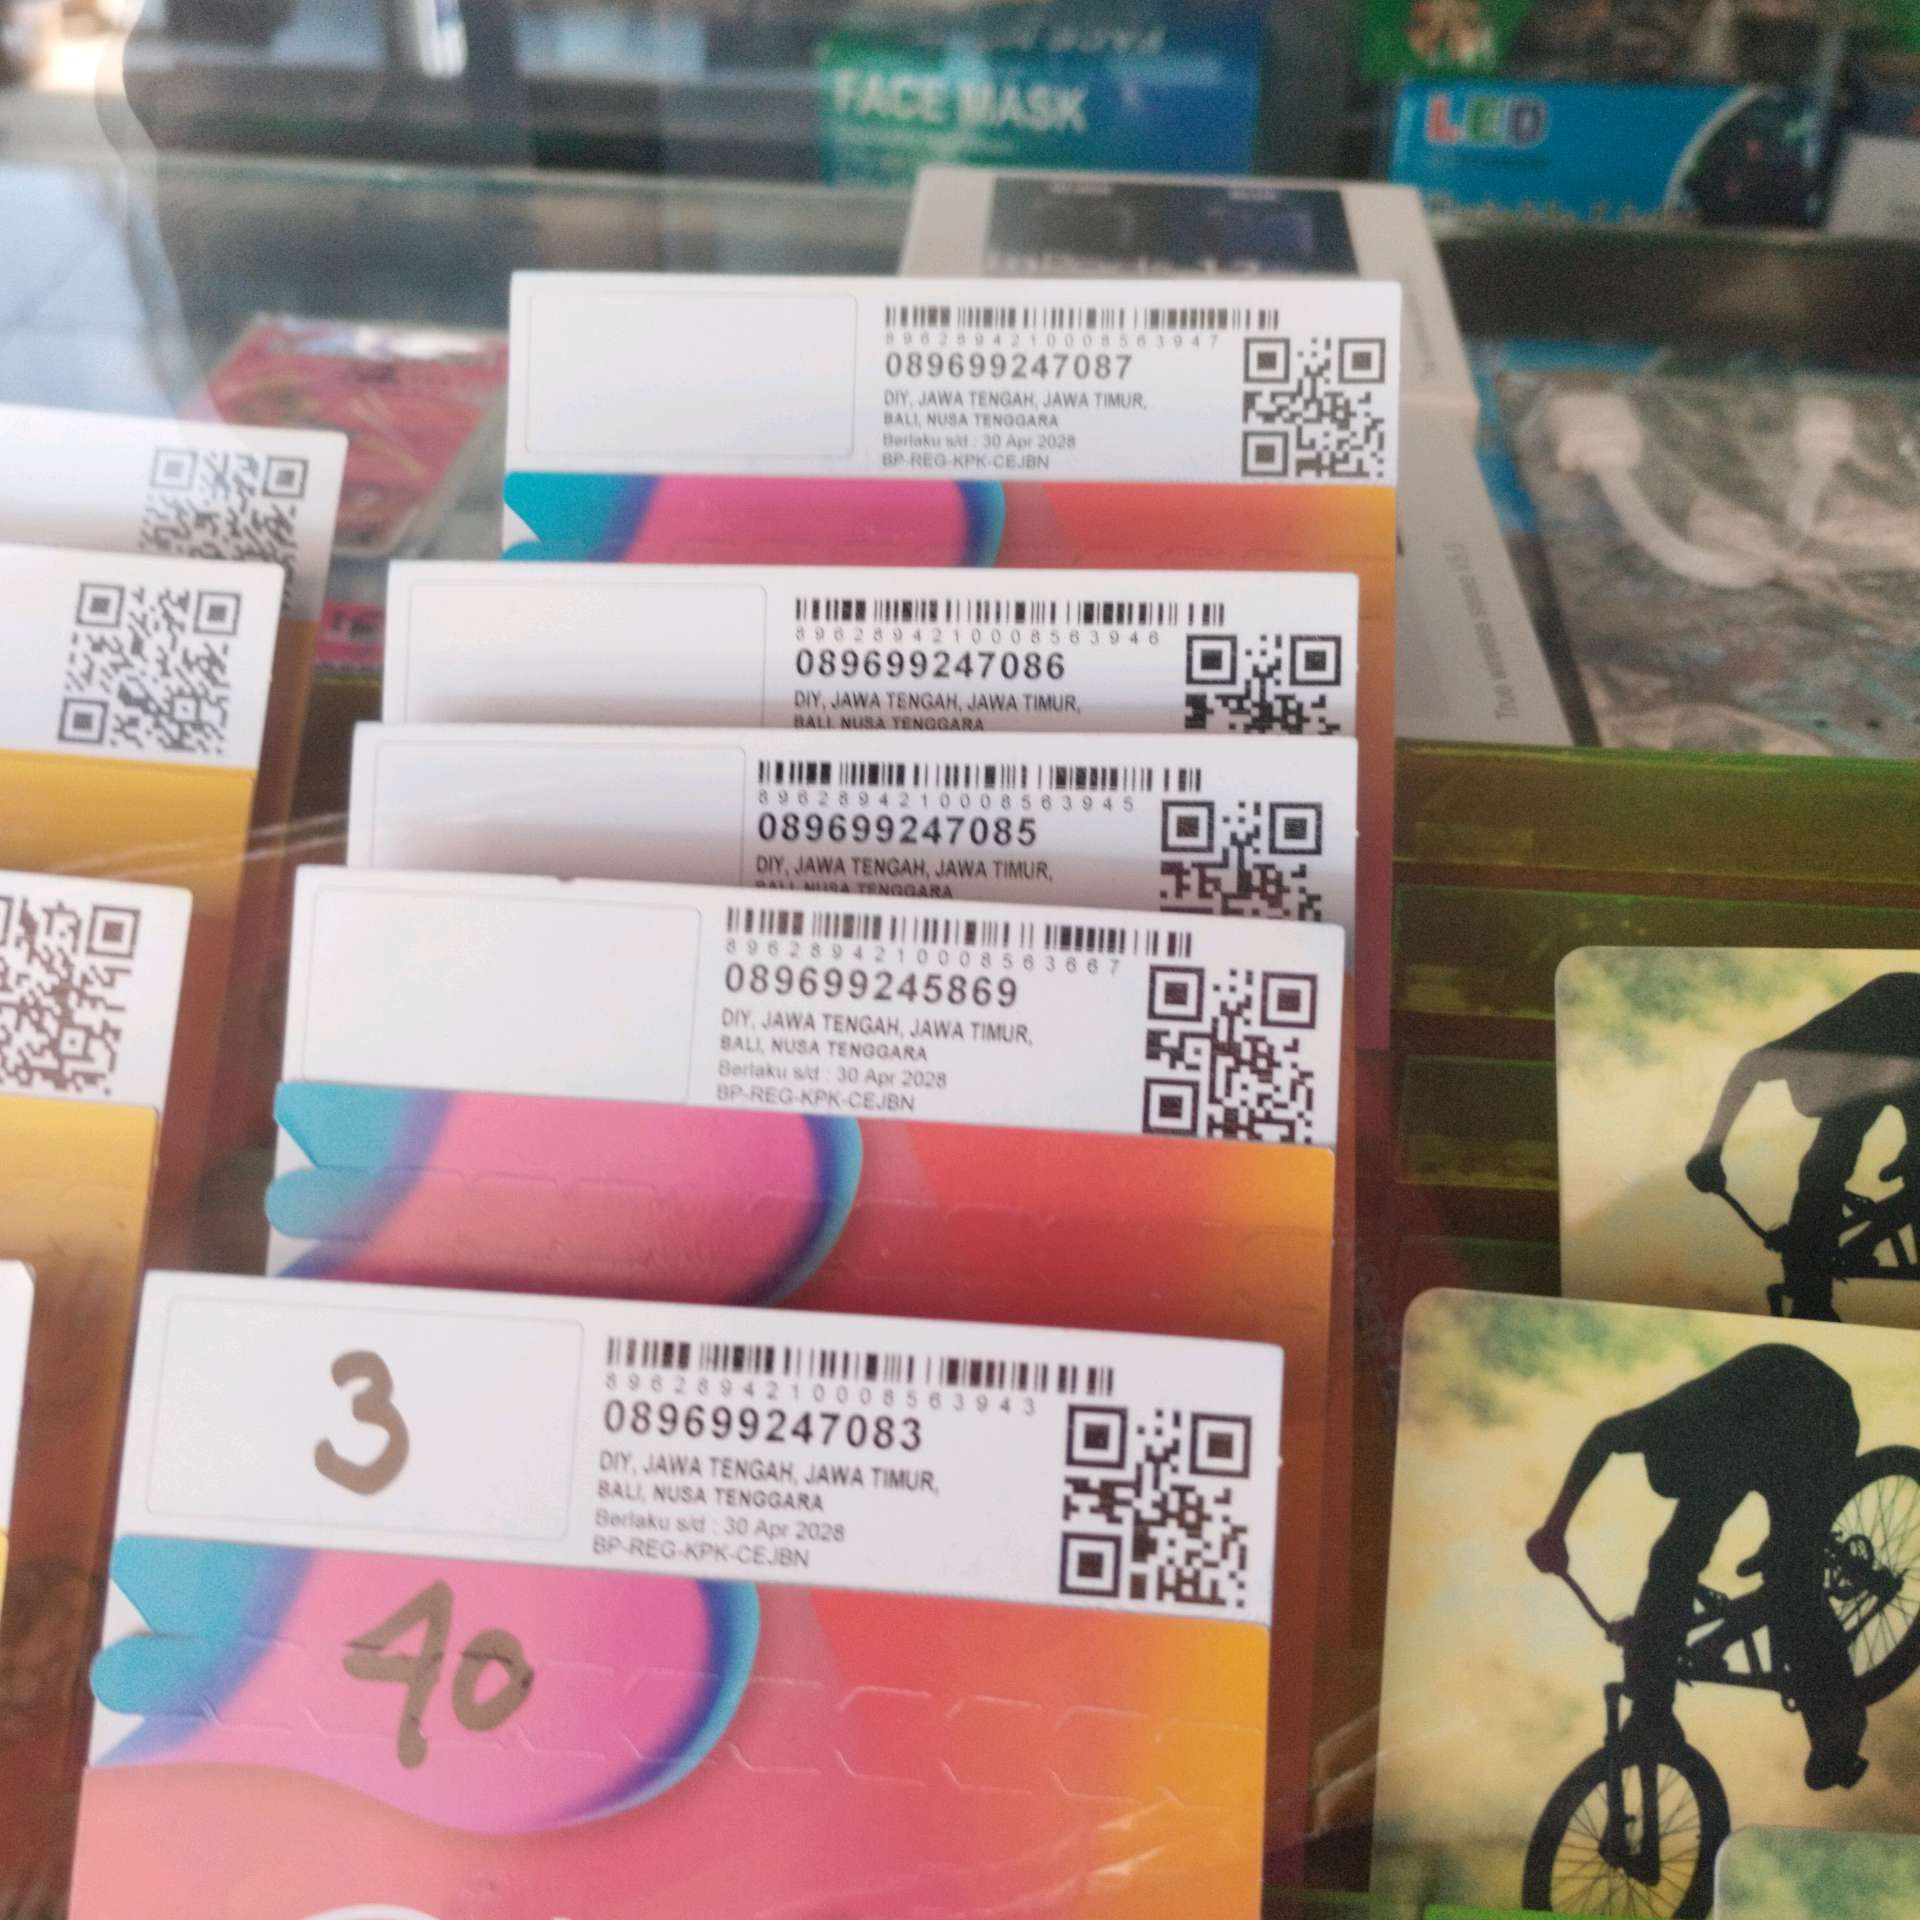 FACE MASK
LED
8962894210008563947
089699247087
DIY, JAWA TENGAH, JAWA TIMUR,
BALI, NUSA TENGGARA
Berlaku s/d : 30 Apr 2028
BP-REG-KPK-CEJBN
8962894210008563946
089699247086
DIY, JAWA TENGAH, JAWA TIMUR,
BALI, NUSA TENGGARA
8962894210008563945
089699247085
DIY, JAWA TENGAH, JAWA TIMUR,
BALI, NUSA TENGGARA
8962894210008563667
089699245869
DIY, JAWA TENGAH, JAWA TIMUR,
BALI, NUSA TENGGARA
Berlaku s/d : 30 Apr 2028
BP-REG-KPK-CEJBN
3
8962894210008563943
089699247083
DIY, JAWA TENGAH, JAWA TIMUR,
BALI, NUSA TENGGARA
Berlaku s/d : 30 Apr 2028
BP-REG-KPK-CEJBN
40